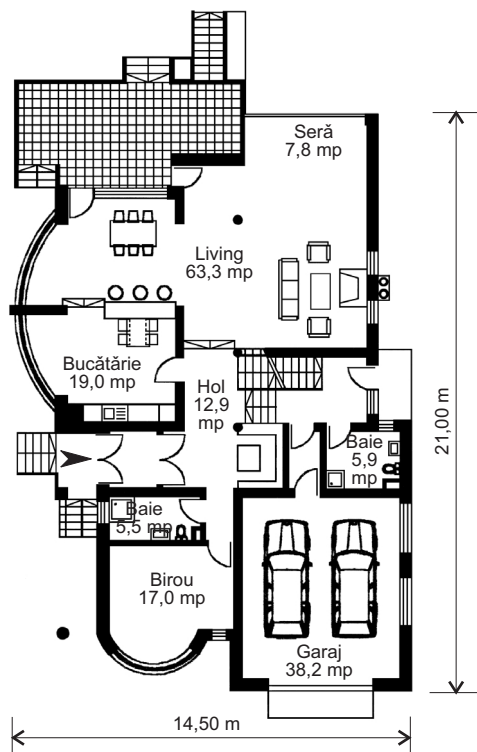 Seră
7,8 mp
Living
63,3 mp
Bucătărie
19,0 mp
Hol
12,9
mp
21,00 m
Baie
5,9
mp
Baie
5,5 mp
Birou
17,0 mp
Garaj
38,2 mp
14,50 m